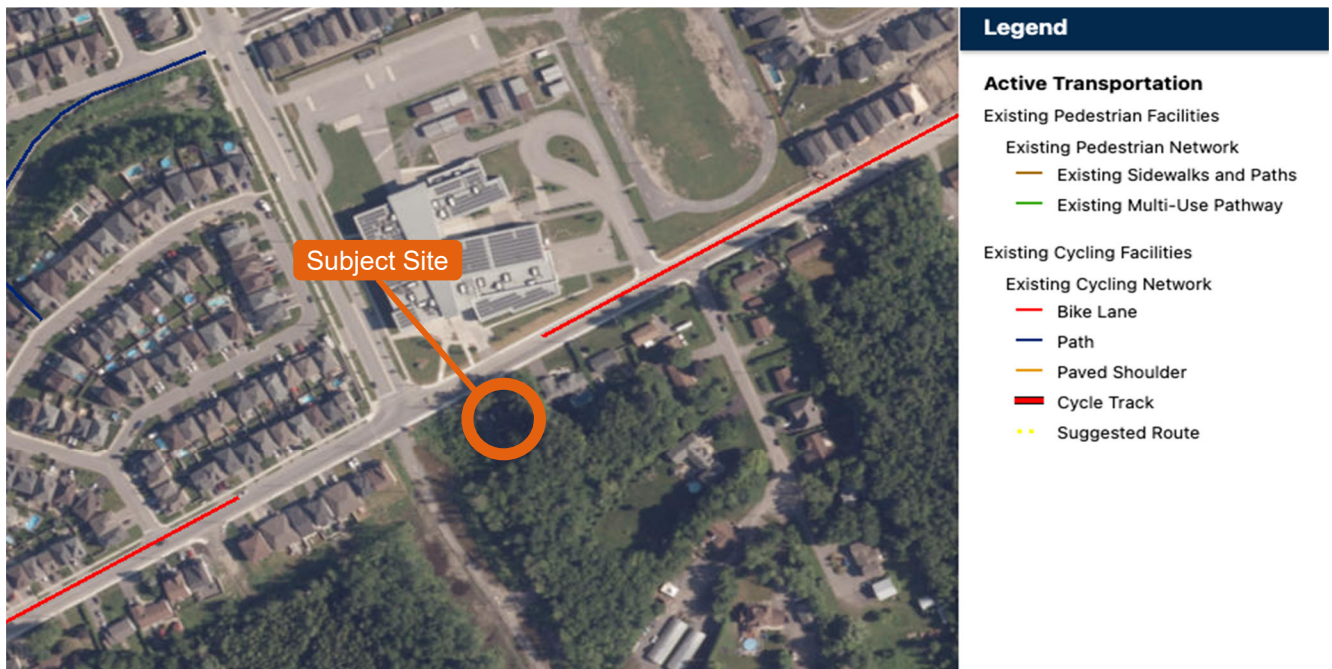 Subject Site
Legend
Active Transportation
Existing Pedestrian Facilities
Existing Pedestrian Network
Existing Sidewalks and Paths
Existing Multi-Use Pathway
Existing Cycling Facilities
Existing Cycling Network
Bike Lane
Path
Paved Shoulder
Cycle Track
Suggested Route